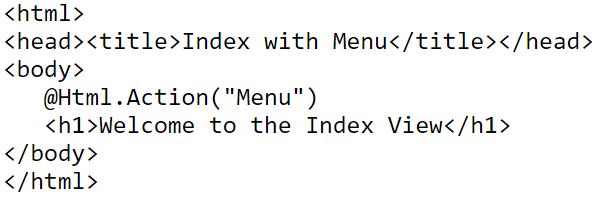 <html>
<head><title>Index with Menu</title></head>
<body>
   @Html.Action("Menu")
   <h1>Welcome to the Index View</h1>
</body>
</html>